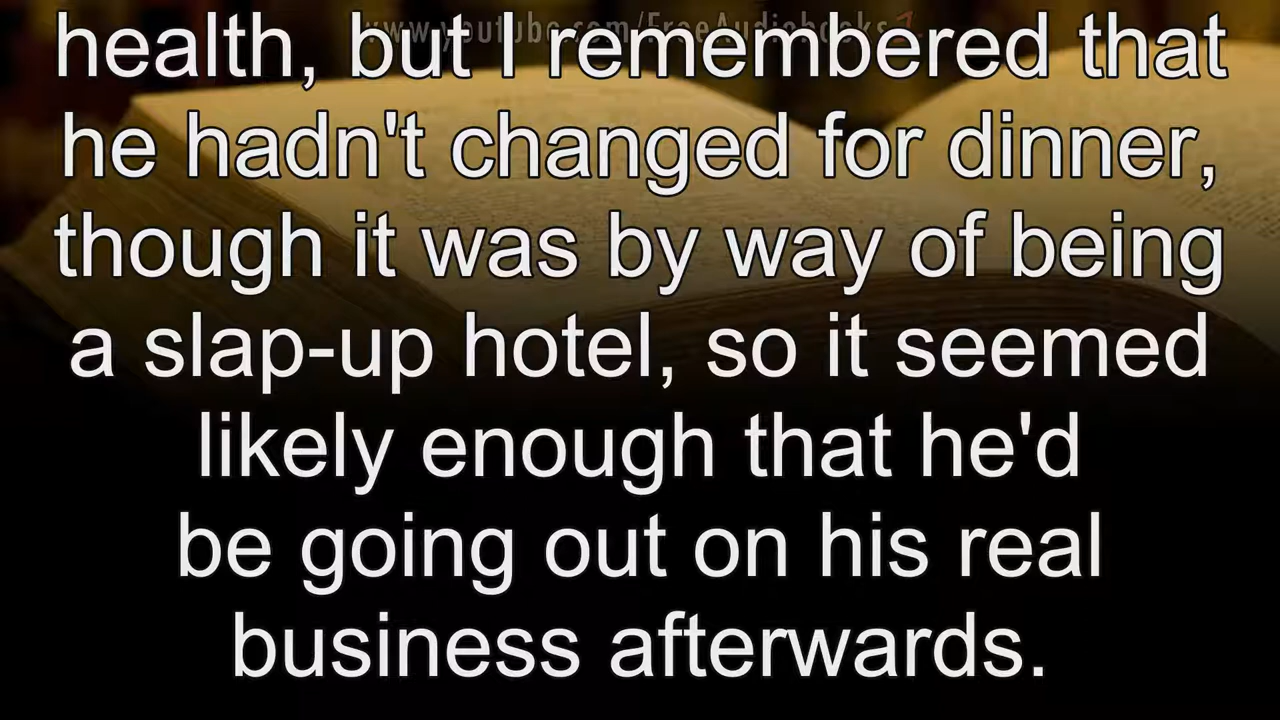 www.youtube.com/FreeAudiobooks
health, but I remembered that
he hadn't changed for dinner,
though it was by way of being
a slap-up hotel, so it seemed
likely enough that he'd
be going out on his real
business afterwards.